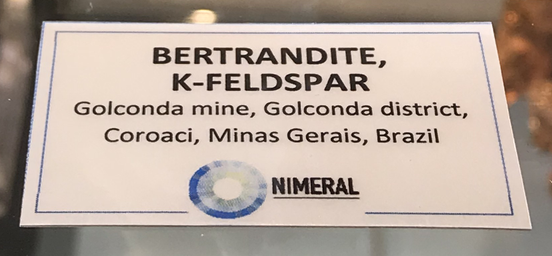 BERTRANDITE,
K-FELDSPAR
Golconda mine, Golconda district,
Coroaci, Minas Gerais, Brazil
NIMERAL